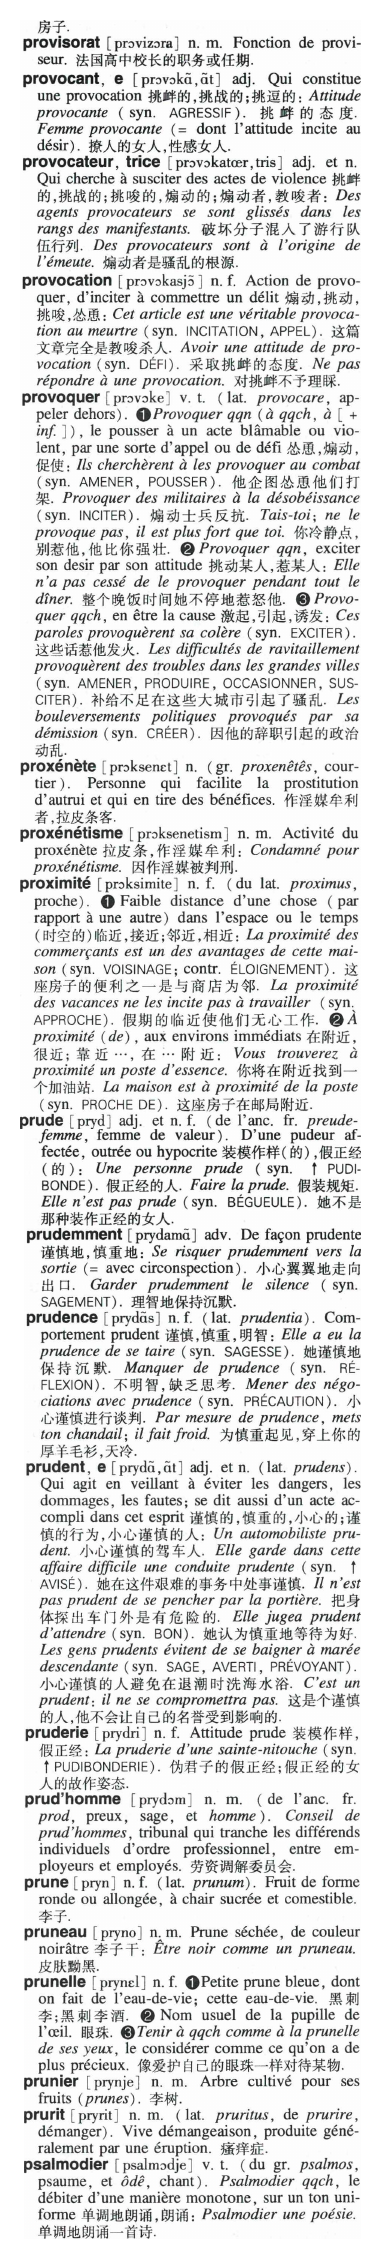 房子.
provisorat [prɔvizɔra] n. m. Fonction de provi-
seur. 法国高中校长的职务或任期.
provocant, e [prɔvɔkɑ̃, ɑ̃t] adj. Qui constitue
une provocation 挑衅的,挑战的;挑逗的: Attitude
provocante (syn. AGRESSIF). 挑衅的态度.
Femme provocante (= dont l'attitude incite au
désir). 撩人的女人,性感女人.
provocateur, trice [prɔvɔkatœr, tris] adj. et n.
Qui cherche à susciter des actes de violence 挑衅
的,挑战的;挑唆的,煽动的;煽动者,教唆者: Des
agents provocateurs se sont glissés dans les
rangs des manifestants. 破坏分子混入了游行队
伍行列. Des provocateurs sont à l'origine de
l'émeute. 煽动者是骚乱的根源.
provocation [prɔvɔkasjɔ̃] n. f. Action de provo-
quer, d'inciter à commettre un délit 煽动,挑动,
挑唆,怂恿: Cet article est une véritable provoca-
tion au meurtre (syn. INCITATION, APPEL). 这篇
文章完全是教唆杀人. Avoir une attitude de pro-
vocation (syn. DÉFI). 采取挑衅的态度. Ne pas
répondre à une provocation. 对挑衅不予理睬.
provoquer [prɔvɔke] v. t. (lat. provocare, ap-
peler dehors). ❶ Provoquer qqn (à qqch, à [+
inf.]), le pousser à un acte blâmable ou vio-
lent, par une sorte d'appel ou de défi 怂恿,煽动,
促使: Ils cherchèrent à les provoquer au combat
(syn. AMENER, POUSSER). 他企图怂恿他们打
架. Provoquer des militaires à la désobéissance
(syn. INCITER). 煽动士兵反抗. Tais-toi; ne le
provoque pas, il est plus fort que toi. 你冷静点,
别惹他,他比你强壮. ❷ Provoquer qqn, exciter
son desir par son attitude 挑动某人,惹某人: Elle
n'a pas cessé de le provoquer pendant tout le
dîner. 整个晚饭时间她不停地惹怒他. ❸ Provo-
quer qqch, en être la cause 激起,引起,诱发: Ces
paroles provoquèrent sa colère (syn. EXCITER).
这些话惹他发火. Les difficultés de ravitaillement
provoquèrent des troubles dans les grandes villes
(syn. AMENER, PRODUIRE, OCCASIONNER, SUS-
CITER). 补给不足在这些大城市引起了骚乱. Les
bouleversements politiques provoqués par sa
démission (syn. CRÉER). 因他的辞职引起的政治
动乱.
proxénète [prɔksenɛt] n. (gr. proxenêtês, cour-
tier). Personne qui facilite la prostitution
d'autrui et qui en tire des bénéfices. 作淫媒牟利
者,拉皮条客.
proxénétisme [prɔksenetism] n. m. Activité du
proxénète 拉皮条,作淫媒牟利: Condamné pour
proxénétisme. 因作淫媒被判刑.
proximité [prɔksimite] n. f. (du lat. proximus,
proche). ❶ Faible distance d'une chose (par
rapport à une autre) dans l'espace ou le temps
(时空的)临近,接近;邻近,相近: La proximité des
commerçants est un des avantages de cette mai-
son (syn. VOISINAGE; contr. ÉLOIGNEMENT). 这
座房子的便利之一是与商店为邻. La proximité
des vacances ne les incite pas à travailler (syn.
APPROCHE). 假期的临近使他们无心工作. ❷ À
proximité (de), aux environs immédiats 在附近,
很近; 靠近…, 在…附近: Vous trouverez à
proximité un poste d'essence. 你将在附近找到一
个加油站. La maison est à proximité de la poste
(syn. PROCHE DE). 这座房子在邮局附近.
prude [pryd] adj. et n. f. (de l'anc. fr. preude-
femme, femme de valeur). D'une pudeur af-
fectée, outrée ou hypocrite 装模作样(的),假正经
(的): Une personne prude (syn. ↑ PUDI-
BONDE). 假正经的人. Faire la prude. 假装规矩.
Elle n'est pas prude (syn. BÉGUEULE). 她不是
那种装作正经的女人.
prudemment [prydamɑ̃] adv. De façon prudente
谨慎地,慎重地: Se risquer prudemment vers la
sortie (= avec circonspection). 小心翼翼地走向
出口. Garder prudemment le silence (syn.
SAGEMENT). 理智地保持沉默.
prudence [prydɑ̃s] n. f. (lat. prudentia). Com-
portement prudent 谨慎,慎重,明智: Elle a eu la
prudence de se taire (syn. SAGESSE). 她谨慎地
保持沉默. Manquer de prudence (syn. RÉ-
FLEXION). 不明智,缺乏思考. Mener des négo-
ciations avec prudence (syn. PRÉCAUTION). 小
心谨慎进行谈判. Par mesure de prudence, mets
ton chandail; il fait froid. 为慎重起见,穿上你的
厚羊毛衫,天冷.
prudent, e [prydɑ̃, ɑ̃t] adj. et n. (lat. prudens).
Qui agit en veillant à éviter les dangers, les
dommages, les fautes; se dit aussi d'un acte ac-
compli dans cet esprit 谨慎的,慎重的,小心的;谨
慎的行为,小心谨慎的人: Un automobiliste pru-
dent. 小心谨慎的驾车人. Elle garde dans cette
affaire difficile une conduite prudente (syn. ↑
AVISÉ). 她在这件艰难的事务中处事谨慎. Il n'est
pas prudent de se pencher par la portière. 把身
体探出车门外是有危险的. Elle jugea prudent
d'attendre (syn. BON). 她认为慎重地等待为好.
Les gens prudents évitent de se baigner à marée
descendante (syn. SAGE, AVERTI, PRÉVOYANT).
小心谨慎的人避免在退潮时洗海水浴. C'est un
prudent: il ne se compromettra pas. 这是个谨慎
的人,他不会让自己的名誉受到影响的.
pruderie [prydri] n. f. Attitude prude 装模作样,
假正经: La pruderie d'une sainte-nitouche (syn.
↑ PUDIBONDERIE). 伪君子的假正经;假正经的女
人的故作姿态.
prud'homme [prydɔm] n. m. (de l'anc. fr.
prod, preux, sage, et homme). Conseil de
prud'hommes, tribunal qui tranche les différends
individuels d'ordre professionnel, entre em-
ployeurs et employés. 劳资调解委员会.
prune [pryn] n. f. (lat. prunum). Fruit de forme
ronde ou allongée, à chair sucrée et comestible.
李子.
pruneau [pryno] n. m. Prune séchée, de couleur
noirâtre 李子干: Être noir comme un pruneau.
皮肤黝黑.
prunelle [prynɛl] n. f. ❶ Petite prune bleue, dont
on fait de l'eau-de-vie; cette eau-de-vie. 黑刺
李;黑刺李酒. ❷ Nom usuel de la pupille de
l'œil. 眼珠. ❸ Tenir à qqch comme à la prunelle
de ses yeux, le considérer comme ce qu'on a de
plus précieux. 像爱护自己的眼珠一样对待某物.
prunier [prynje] n. m. Arbre cultivé pour ses
fruits (prunes). 李树.
prurit [pryrit] n. m. (lat. pruritus, de prurire,
démanger). Vive démangeaison, produite géné-
ralement par une éruption. 瘙痒症.
psalmodier [psalmɔdje] v. t. (du gr. psalmos,
psaume, et ôdê, chant). Psalmodier qqch, le
débiter d'une manière monotone, sur un ton uni-
forme 单调地朗诵,朗诵: Psalmodier une poésie.
单调地朗诵一首诗.